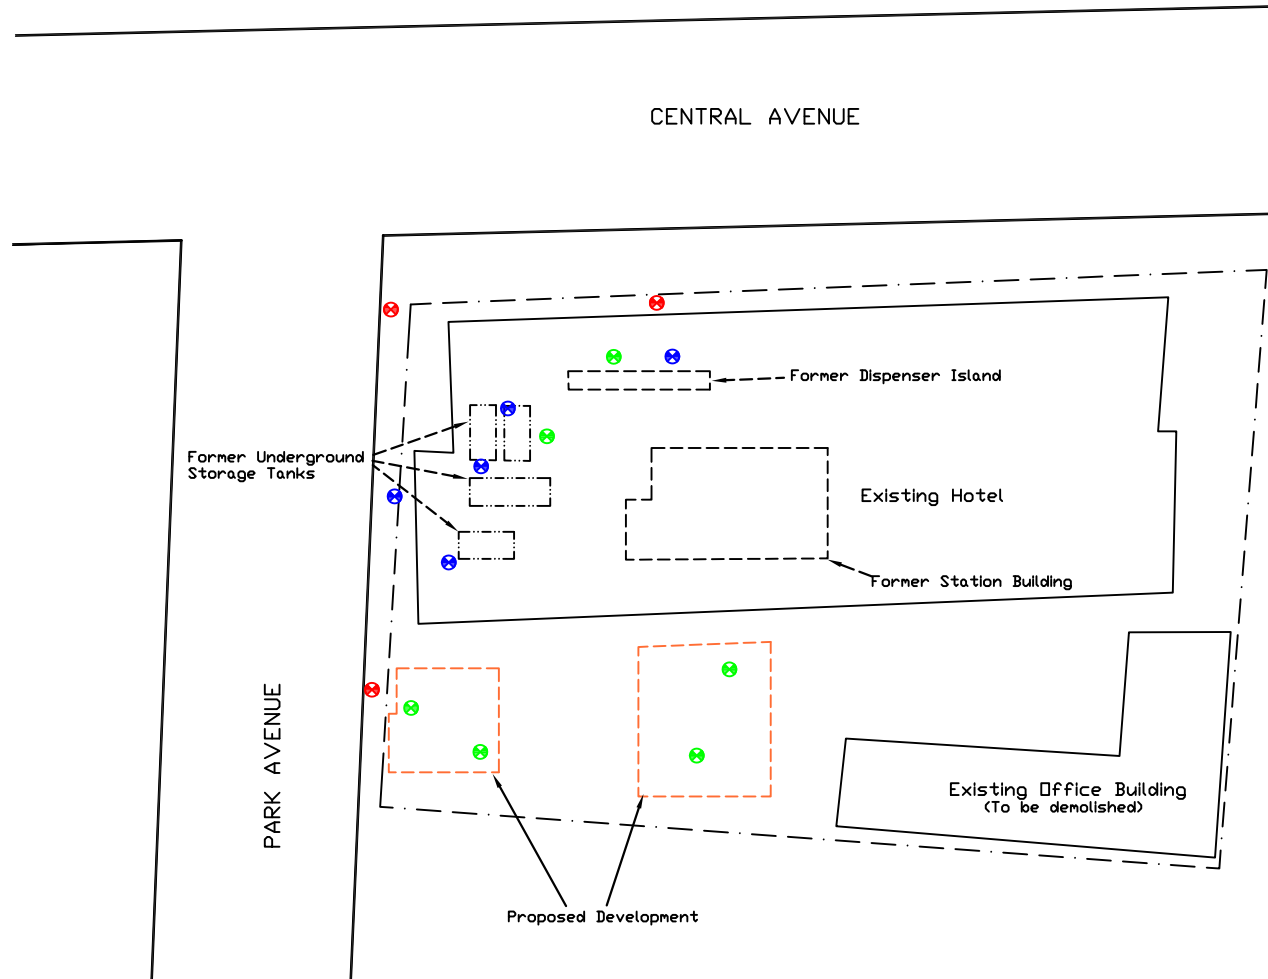 CENTRAL AVENUE
Former Dispenser Island
Former Underground
Storage Tanks
Existing Hotel
Former Station Building
PARK AVENUE
Existing Office Building
(To be demolished)
Proposed Development